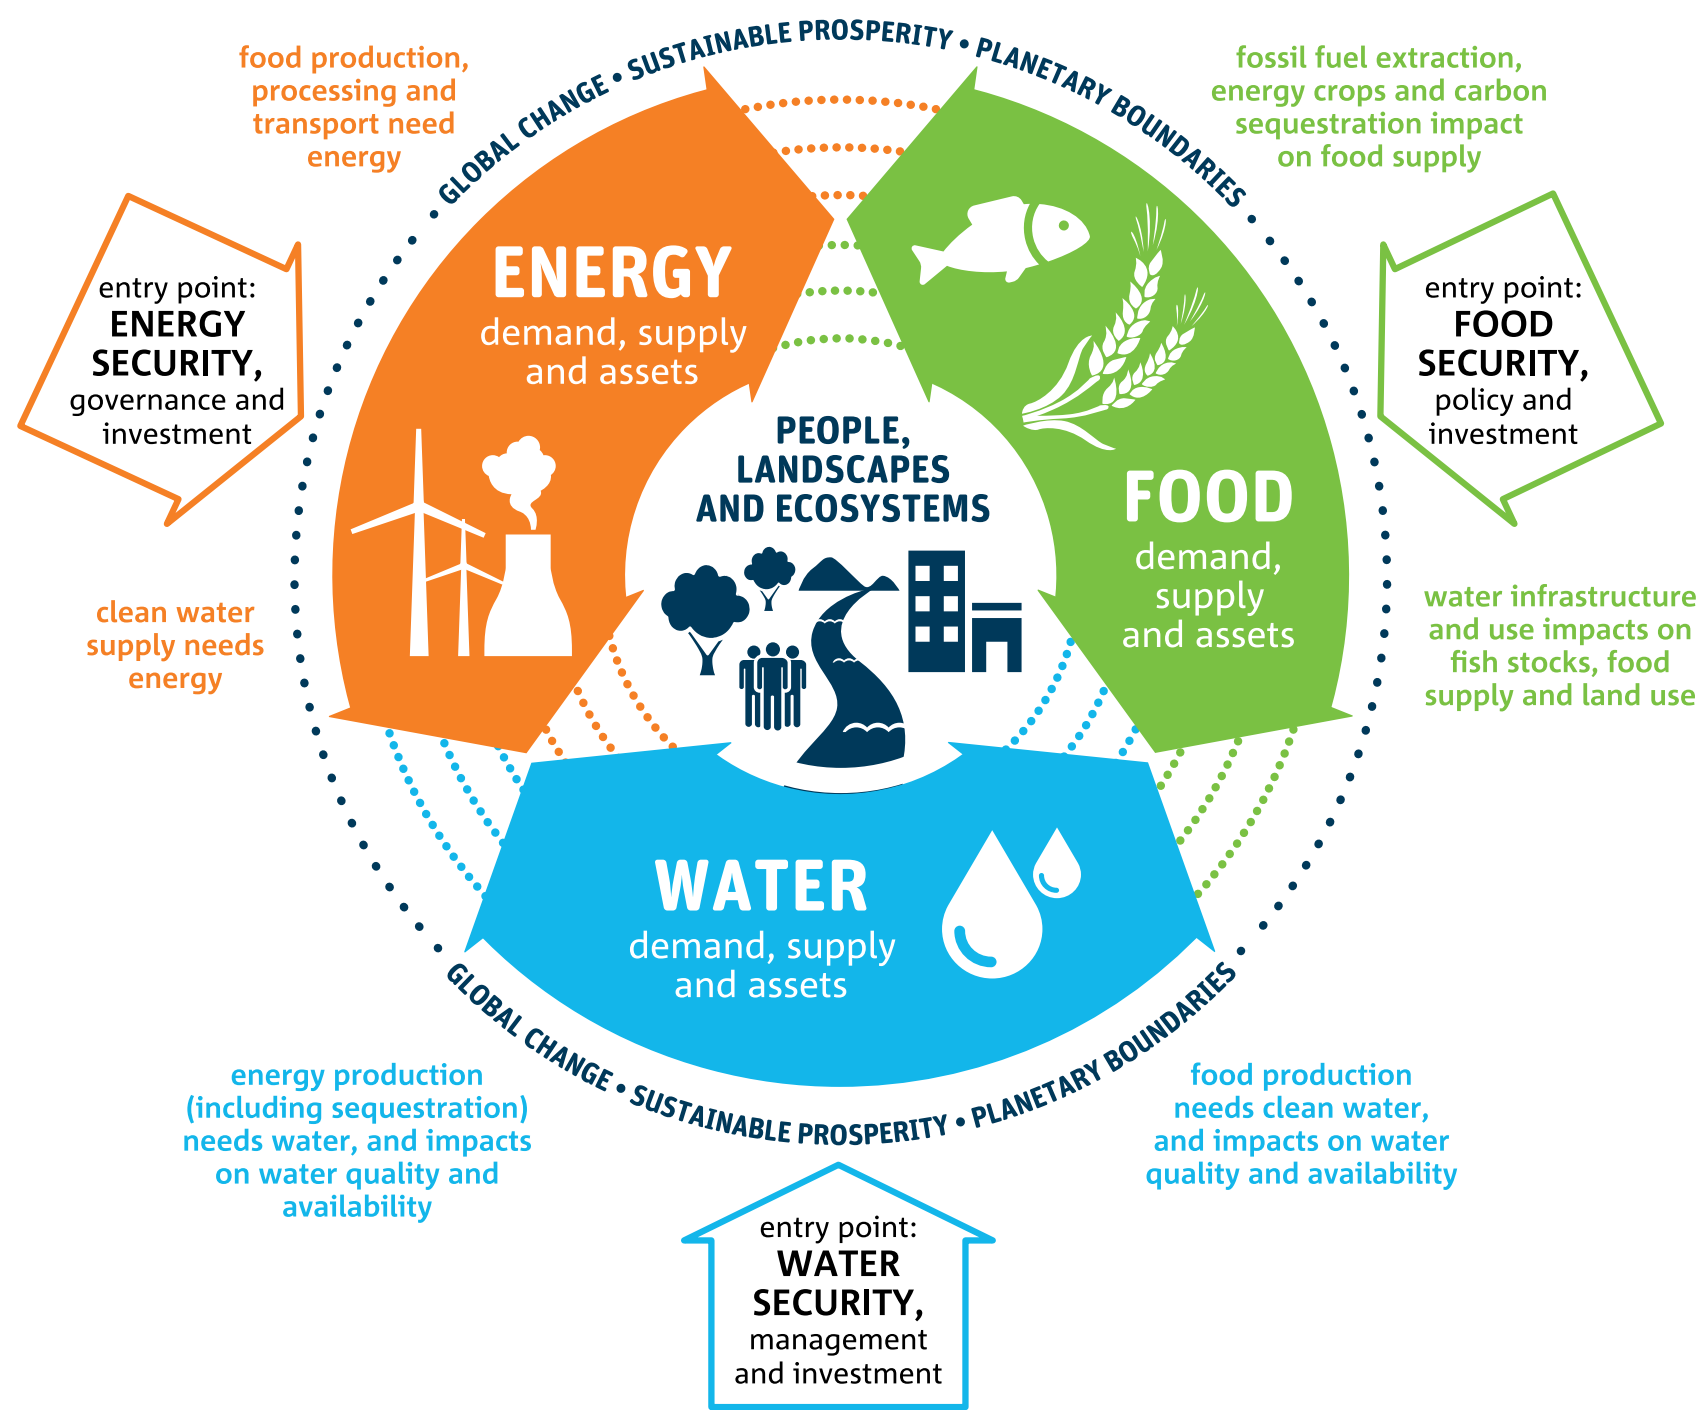 GLOBAL CHANGE • SUSTAINABLE PROSPERITY • PLANETARY BOUNDARIES
food production,
processing and
transport need
energy
fossil fuel extraction,
energy crops and carbon
sequestration impact
on food supply
entry point:
ENERGY
SECURITY,
governance and
investment
ENERGY
demand, supply
and assets
entry point:
FOOD
SECURITY,
policy and
investment
PEOPLE,
LANDSCAPES
AND ECOSYSTEMS
FOOD
demand,
supply
and assets
clean water
supply needs
energy
water infrastructure
and use impacts on
fish stocks, food
supply and land use
WATER
demand, supply
and assets
GLOBAL CHANGE • SUSTAINABLE PROSPERITY • PLANETARY BOUNDARIES
energy production
(including sequestration)
needs water, and impacts
on water quality and
availability
food production
needs clean water,
and impacts on water
quality and availability
entry point:
WATER
SECURITY,
management
and investment